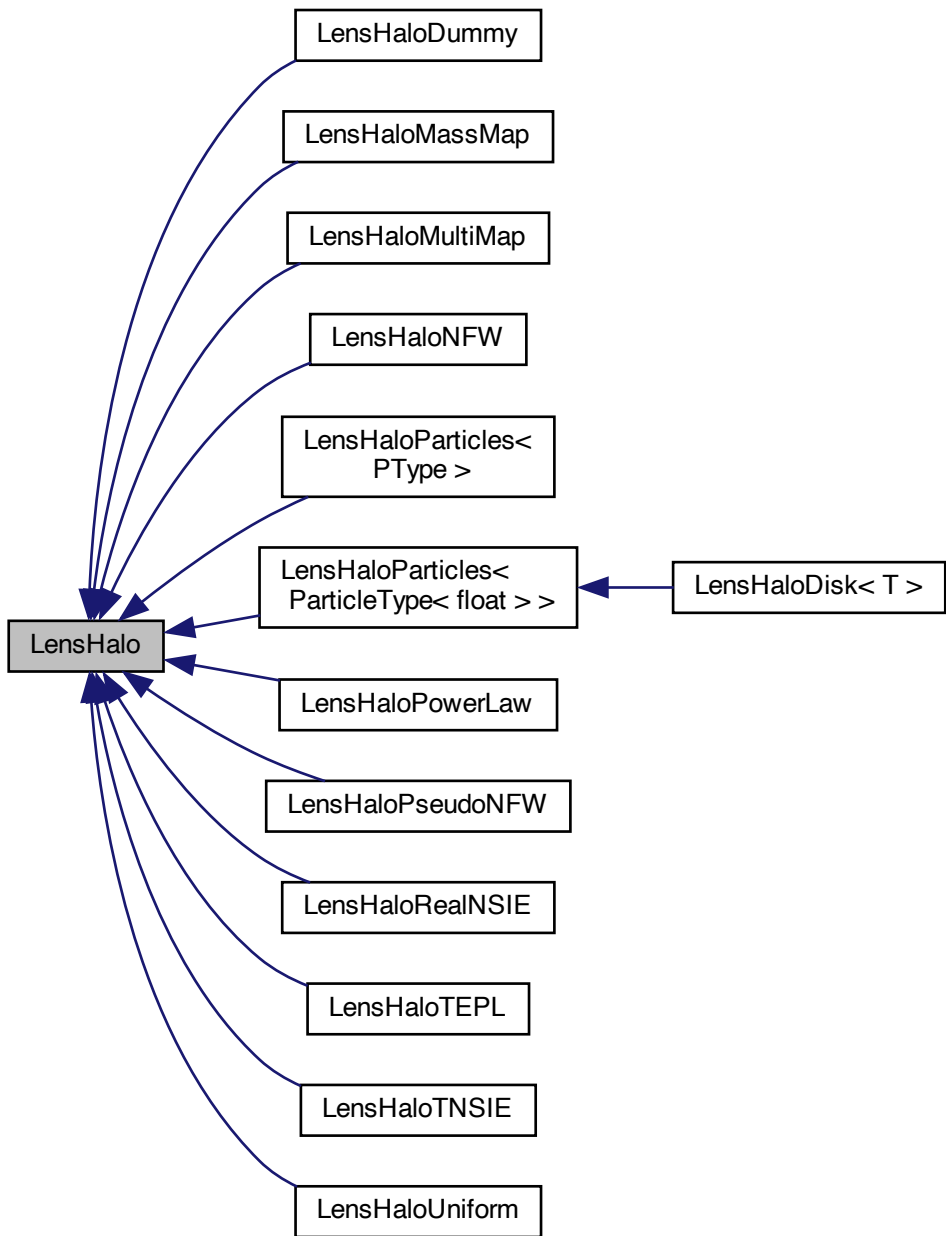 LensHaloDummy
LensHaloMassMap
LensHaloMultiMap
LensHaloNFW
LensHaloParticles<
PType >
LensHaloParticles<
ParticleType< float > >
LensHaloDisk< T >
LensHalo
LensHaloPowerLaw
LensHaloPseudoNFW
LensHaloRealNSIE
LensHaloTEPL
LensHaloTNSIE
LensHaloUniform